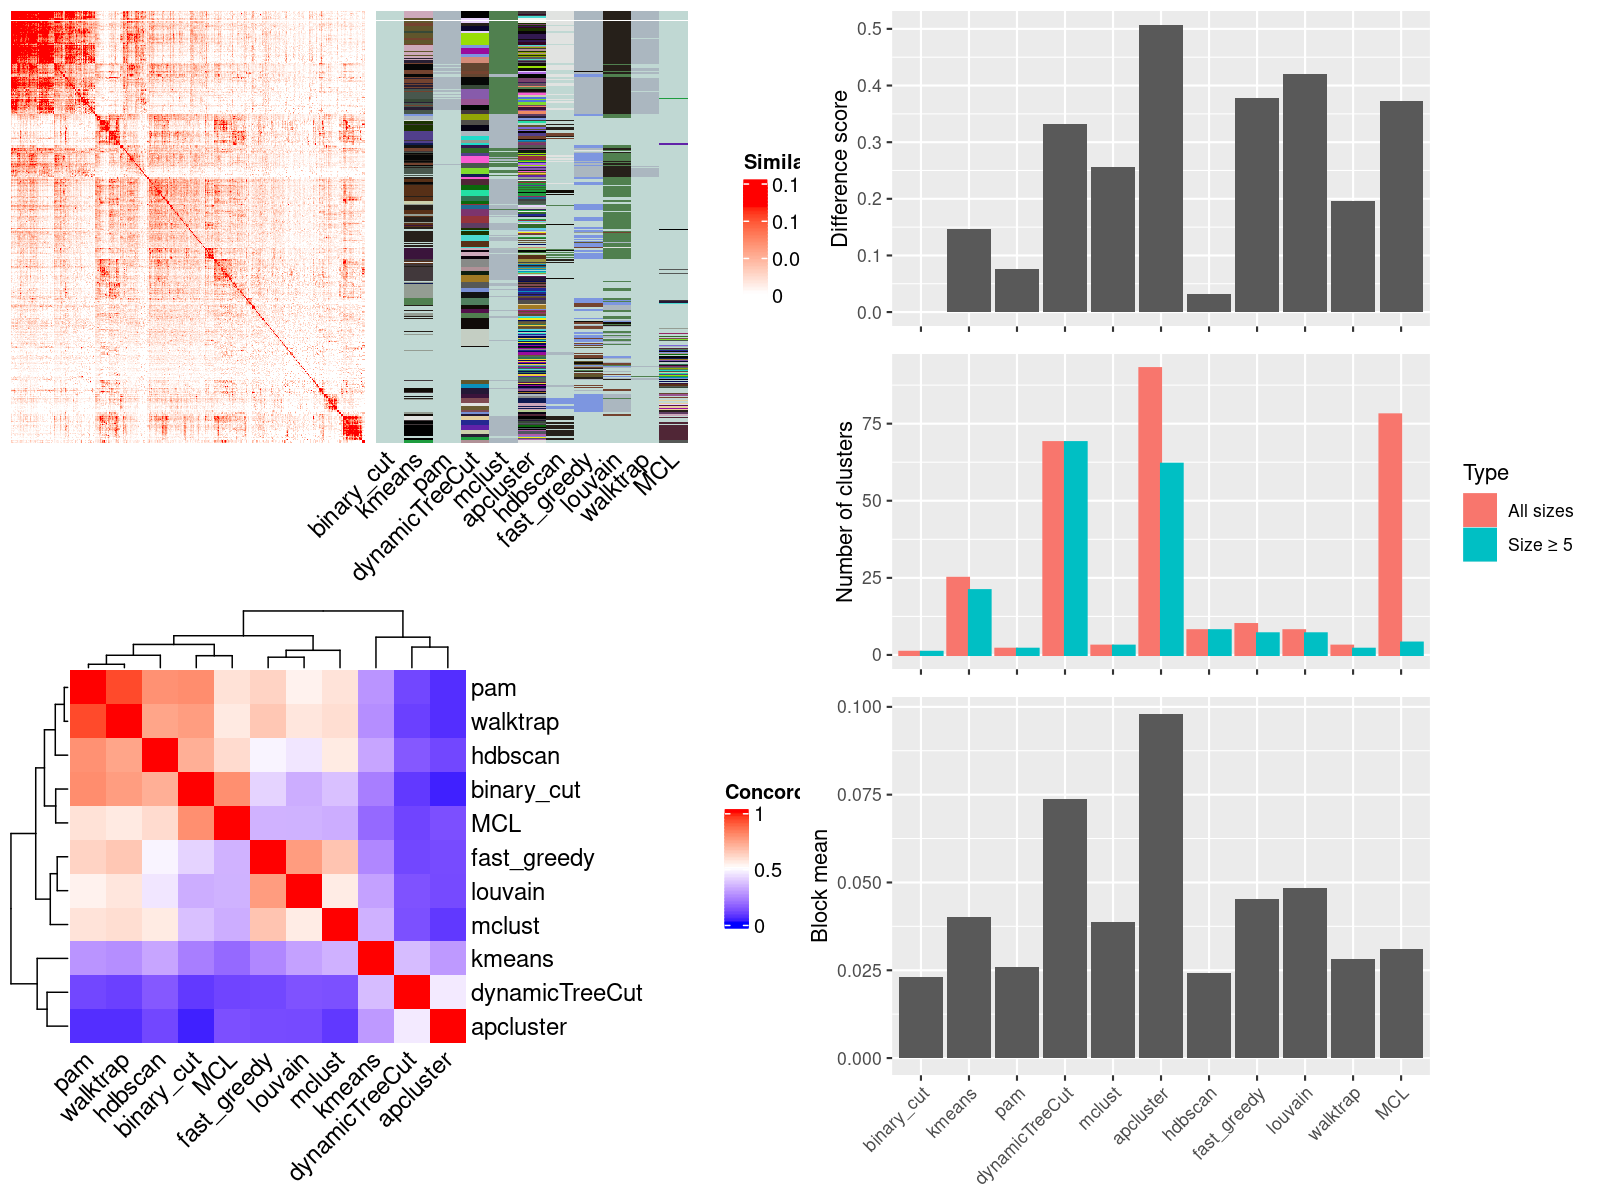 Simila
0.1
0.1
0.0
0
binary_cut
kmeans
pam
dynamicTreeCut
mclust
apcluster
hdbscan
fast_greedy
louvain
walktrap
MCL
pam
walktrap
hdbscan
binary_cut
MCL
fast_greedy
louvain
mclust
kmeans
dynamicTreeCut
apcluster
pam
walktrap
hdbscan
binary_cut
MCL
fast_greedy
louvain
mclust
kmeans
dynamicTreeCut
apcluster
Concord
1
0.5
0
Difference score
0.5
0.4
0.3
0.2
0.1
0.0
Number of clusters
75
50
25
0
Type
All sizes
Size ≥ 5
Block mean
0.100
0.075
0.050
0.025
0.000
binary_cut
kmeans
pam
dynamicTreeCut
mclust
apcluster
hdbscan
fast_greedy
louvain
walktrap
MCL